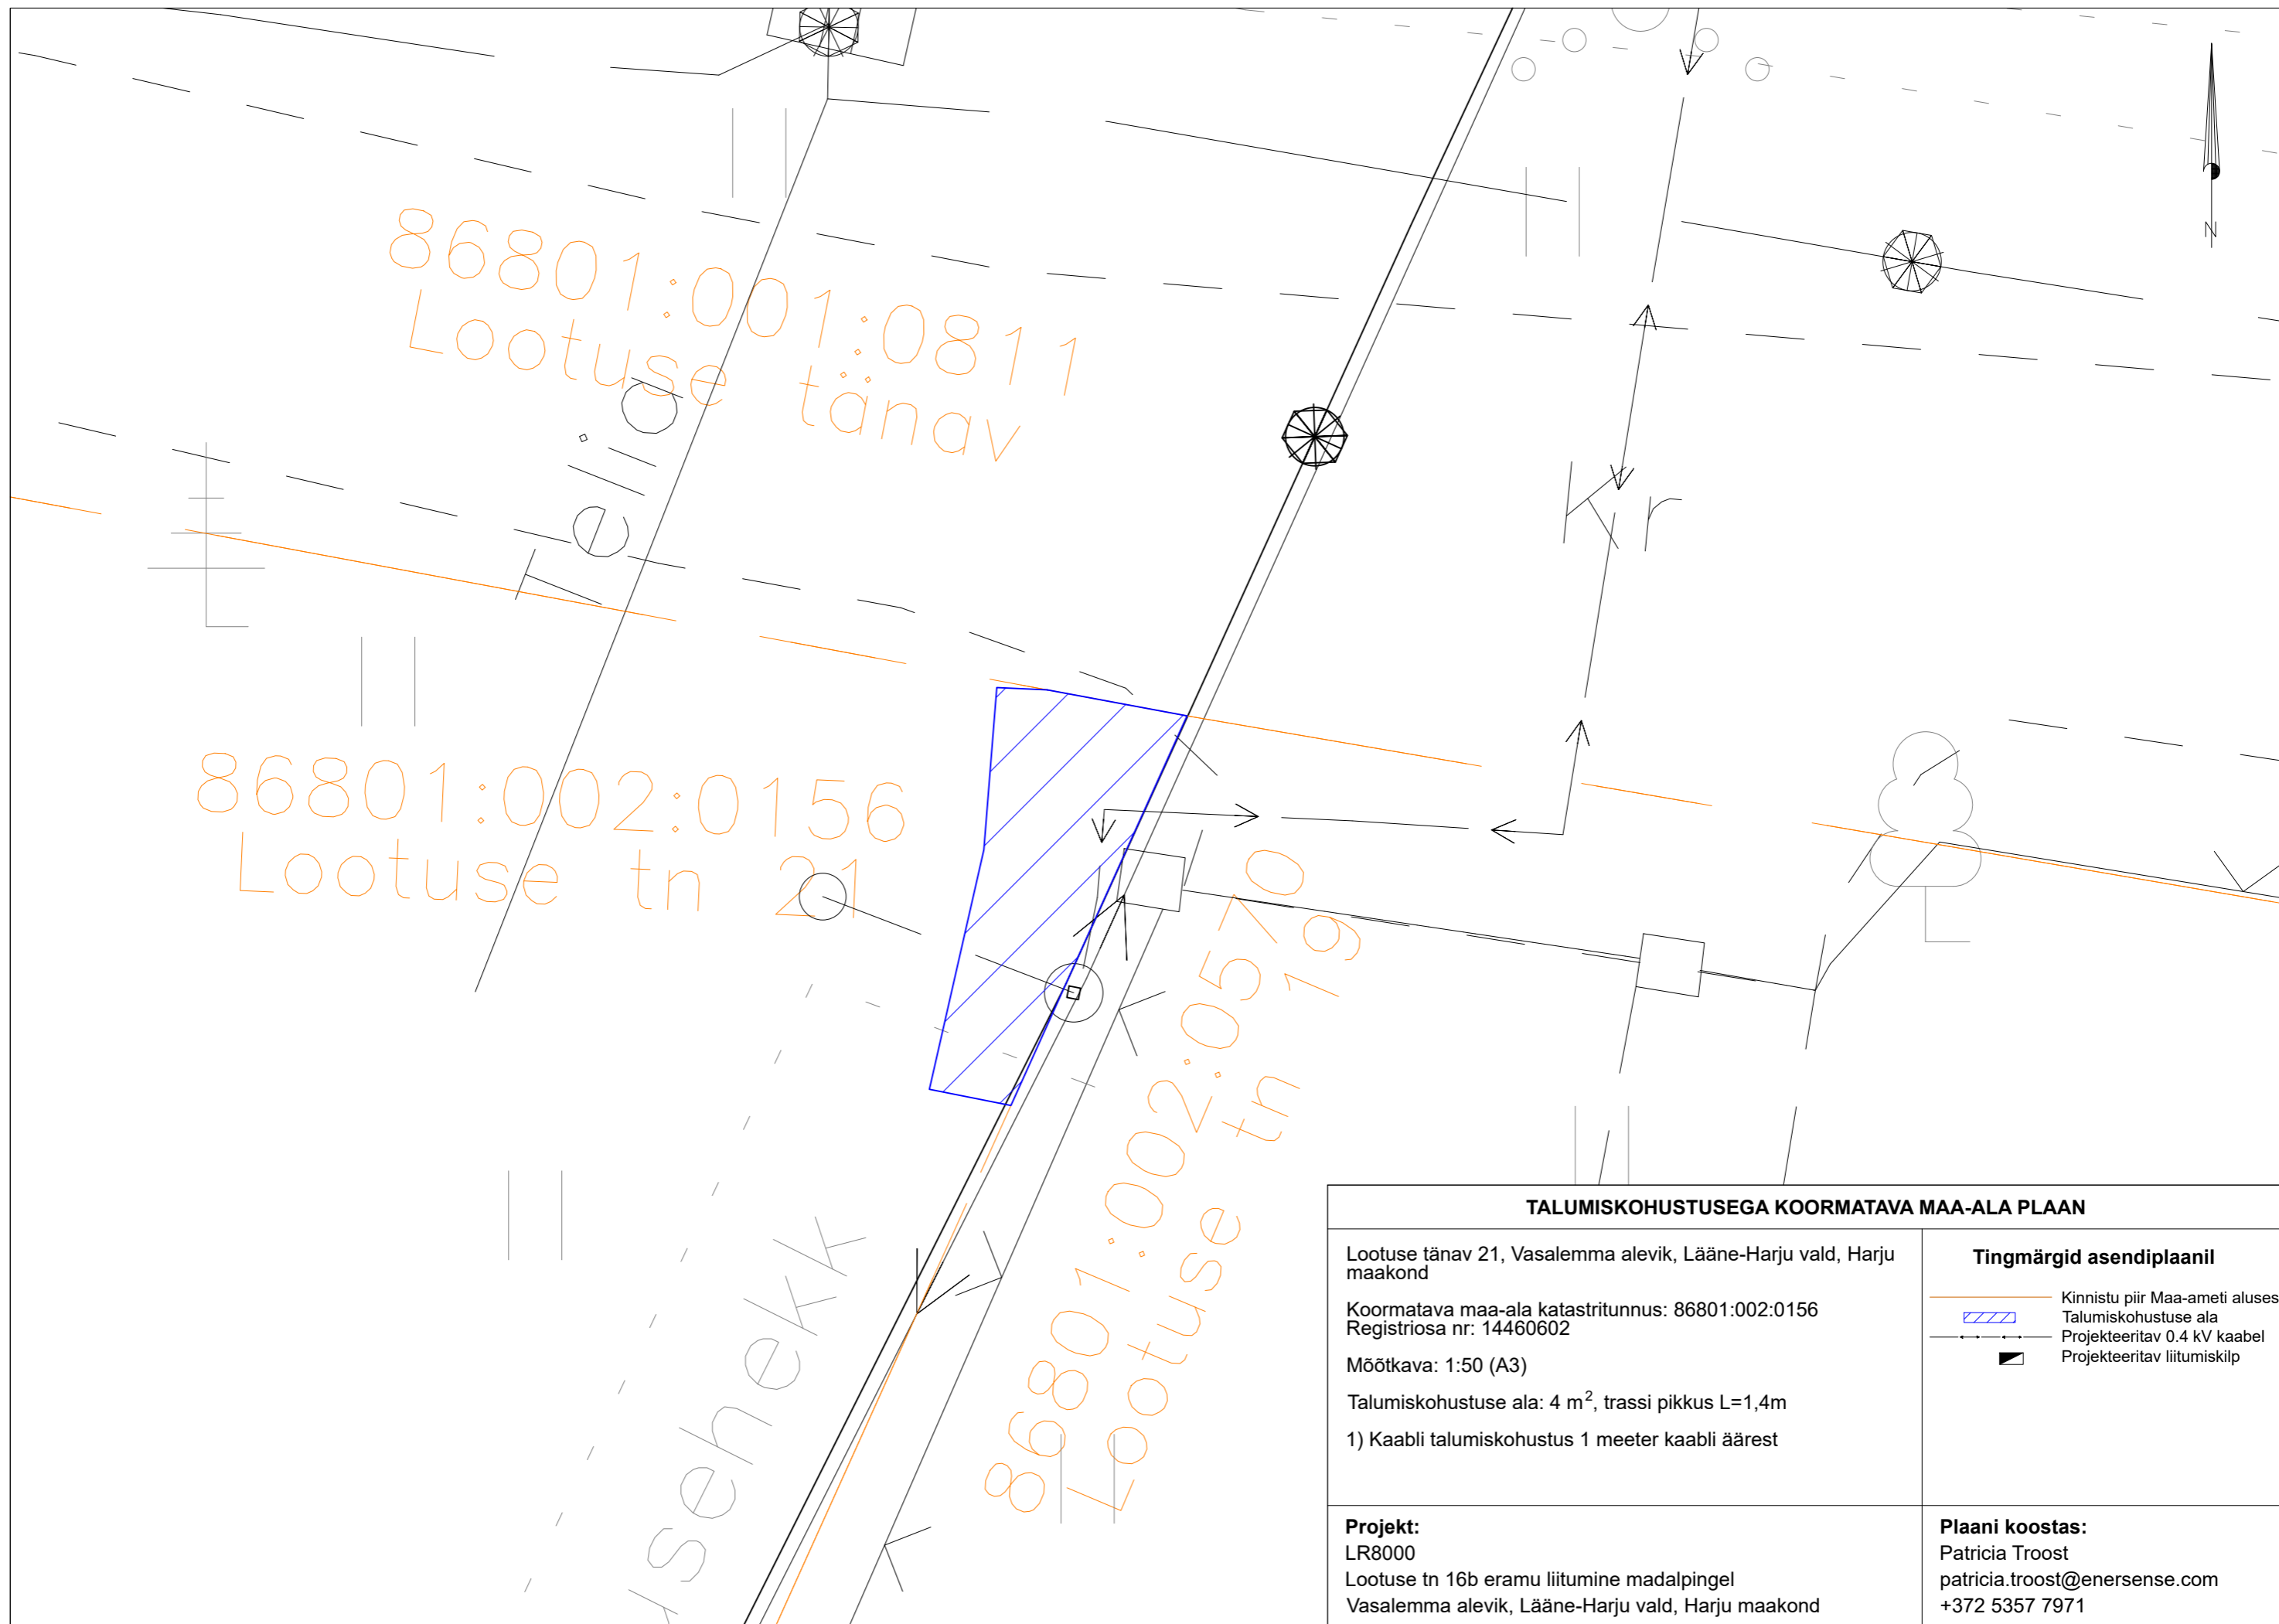 N
86801:001:0811
Lootuse tänav
Tellid
Kr
86801:002:0156
Lootuse tn 21
86801:002:0570
Lootuse tn 19
usehekk
TALUMISKOHUSTUSEGA KOORMATAVA MAA-ALA PLAAN
Lootuse tänav 21, Vasalemma alevik, Lääne-Harju vald, Harju
maakond
Koormatava maa-ala katastritunnus: 86801:002:0156
Registriosa nr: 14460602
Mõõtkava: 1:50 (A3)
Talumiskohustuse ala: 4 m², trassi pikkus L=1,4m
1) Kaabli talumiskohustus 1 meeter kaabli äärest
Tingmärgid asendiplaanil
Kinnistu piir Maa-ameti aluses
Talumiskohustuse ala
Projekteeritav 0.4 kV kaabel
Projekteeritav liitumiskilp
Projekt:
LR8000
Lootuse tn 16b eramu liitumine madalpingel
Vasalemma alevik, Lääne-Harju vald, Harju maakond
Plaani koostas:
Patricia Troost
patricia.troost@enersense.com
+372 5357 7971